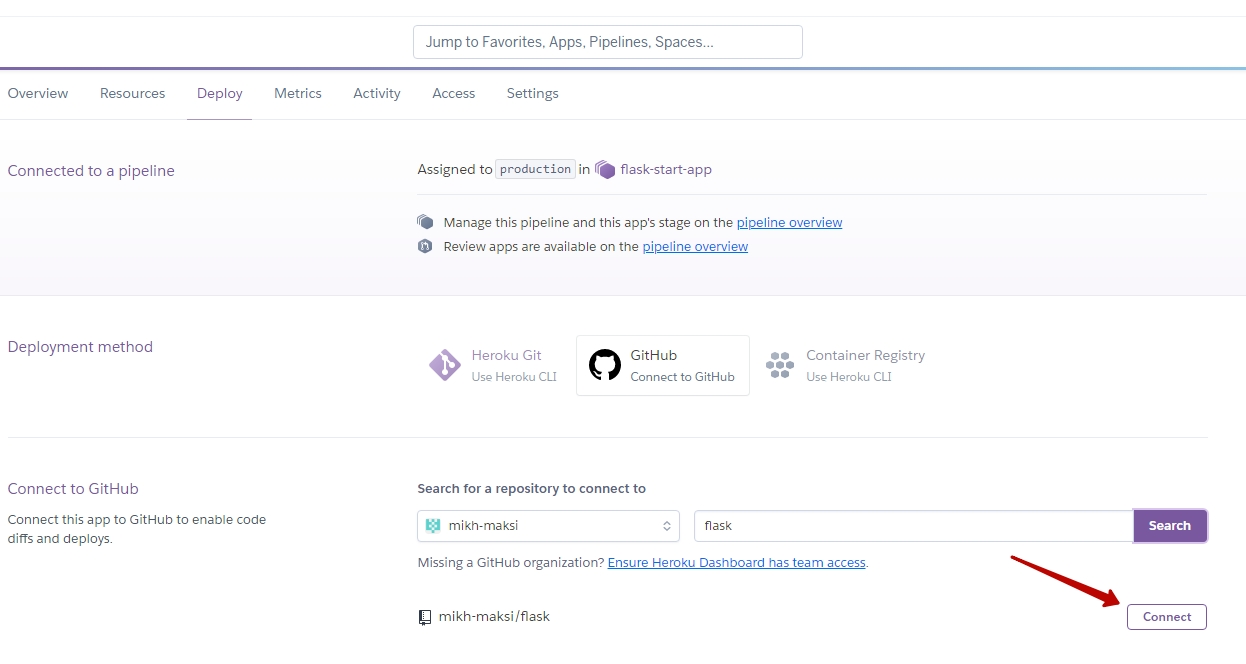 Jump to Favorites, Apps, Pipelines, Spaces...
Overview Resources Deploy Metrics Activity Access Settings
Connected to a pipeline
Assigned to production in flask-start-app
Manage this pipeline and this app's stage on the pipeline overview
Review apps are available on the pipeline overview
Deployment method
Heroku Git
Use Heroku CLI
GitHub
Connect to GitHub
Container Registry
Use Heroku CLI
Connect to GitHub
Connect this app to GitHub to enable code
diffs and deploys.
Search for a repository to connect to
mikh-maksi
flask
Search
Missing a GitHub organization? Ensure Heroku Dashboard has team access.
mikh-maksi/flask
Connect